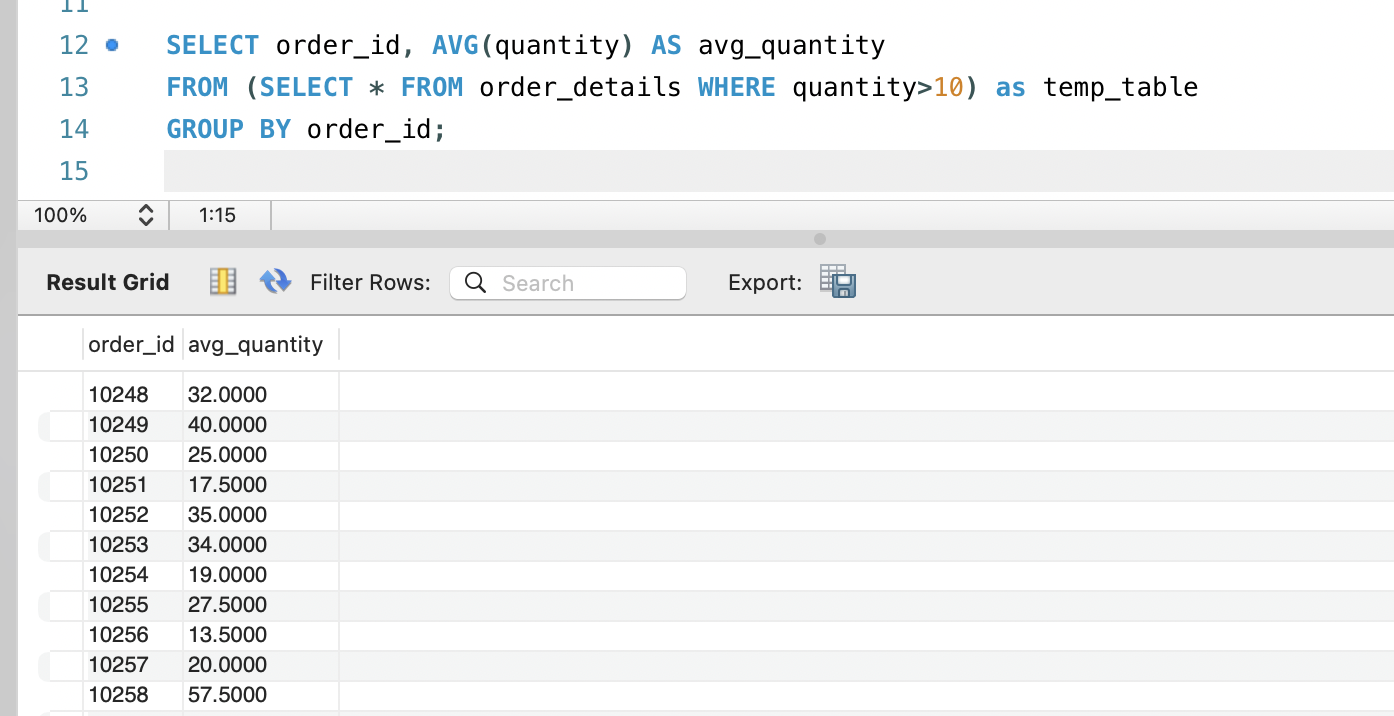 11
12 SELECT order_id, AVG(quantity) AS avg_quantity
13 FROM (SELECT * FROM order_details WHERE quantity>10) as temp_table
14 GROUP BY order_id;
15
100% 1:15
Result Grid Filter Rows: Search Export:
order_id avg_quantity
10248 32.0000
10249 40.0000
10250 25.0000
10251 17.5000
10252 35.0000
10253 34.0000
10254 19.0000
10255 27.5000
10256 13.5000
10257 20.0000
10258 57.5000